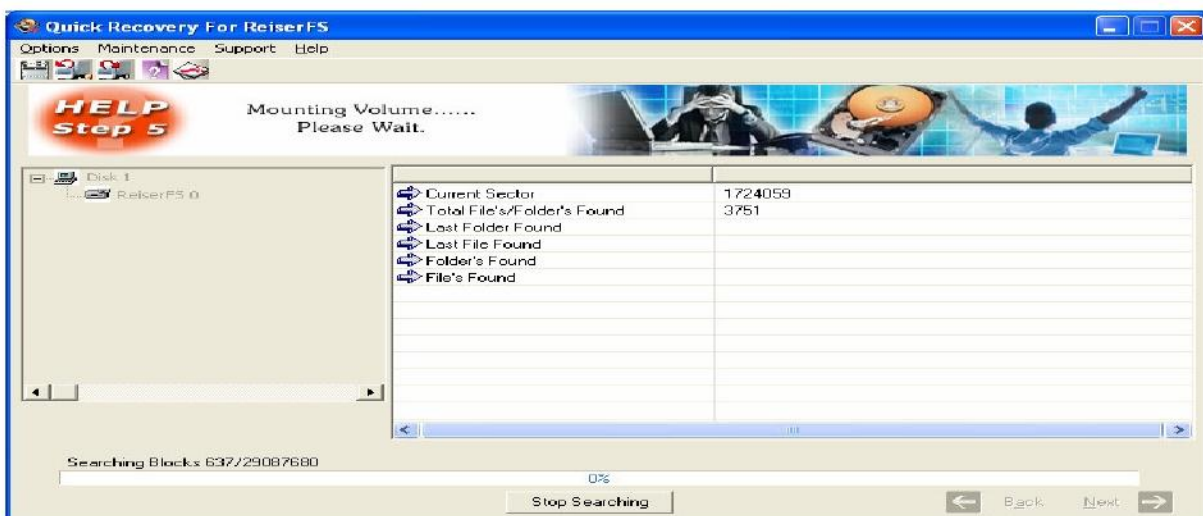 Quick Recovery For ReiserFS
Options Maintenance Support Help
HELP
Step 5
Mounting Volume......
Please Wait.
Disk 1
ReiserFS 0
Current Sector 1724059
Total File's/Folder's Found 3751
Last Folder Found
Last File Found
Folder's Found
File's Found
Searching Blocks 637/29087680
0%
Stop Searching
Back Next